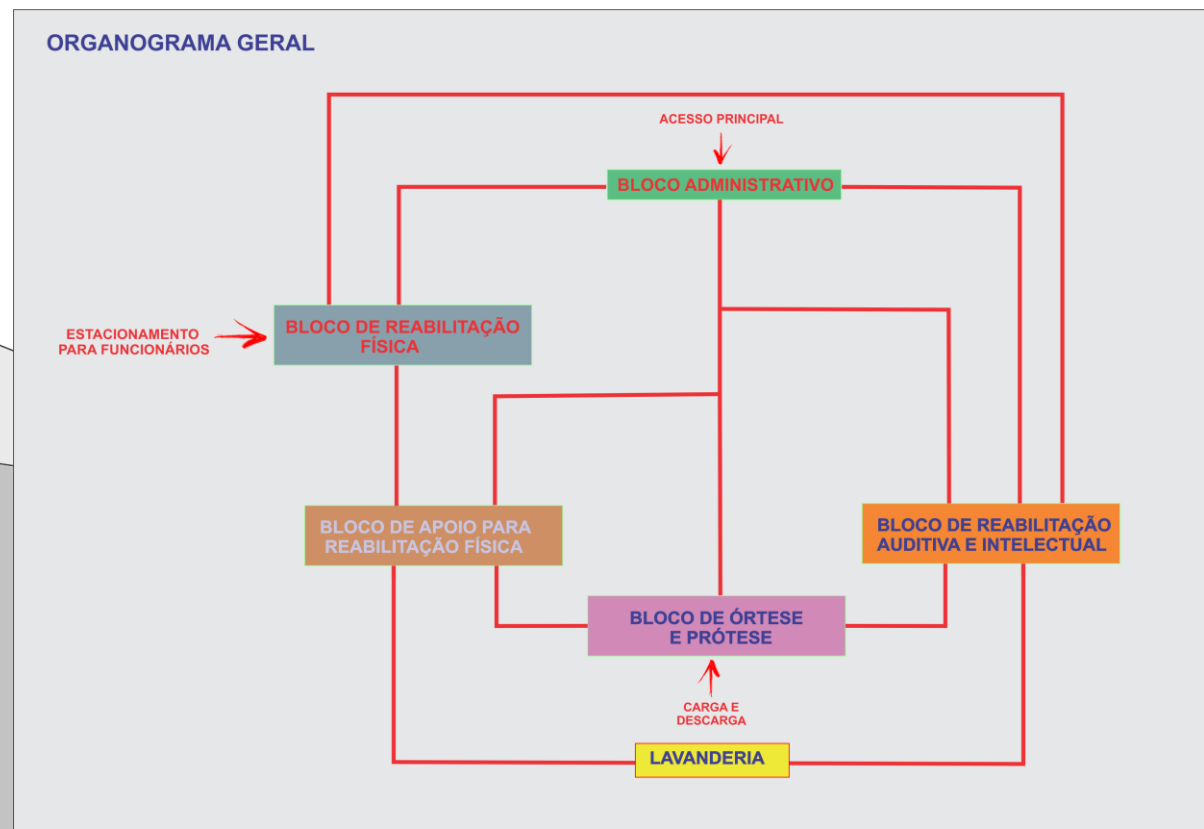 ORGANOGRAMA GERAL
ACESSO PRINCIPAL
BLOCO ADMINISTRATIVO
ESTACIONAMENTO
PARA FUNCIONÁRIOS
BLOCO DE REABILITAÇÃO
FÍSICA
BLOCO DE APOIO PARA
REABILITAÇÃO FÍSICA
BLOCO DE REABILITAÇÃO
AUDITIVA E INTELECTUAL
BLOCO DE ÓRTESE
E PRÓTESE
CARGA E
DESCARGA
LAVANDERIA